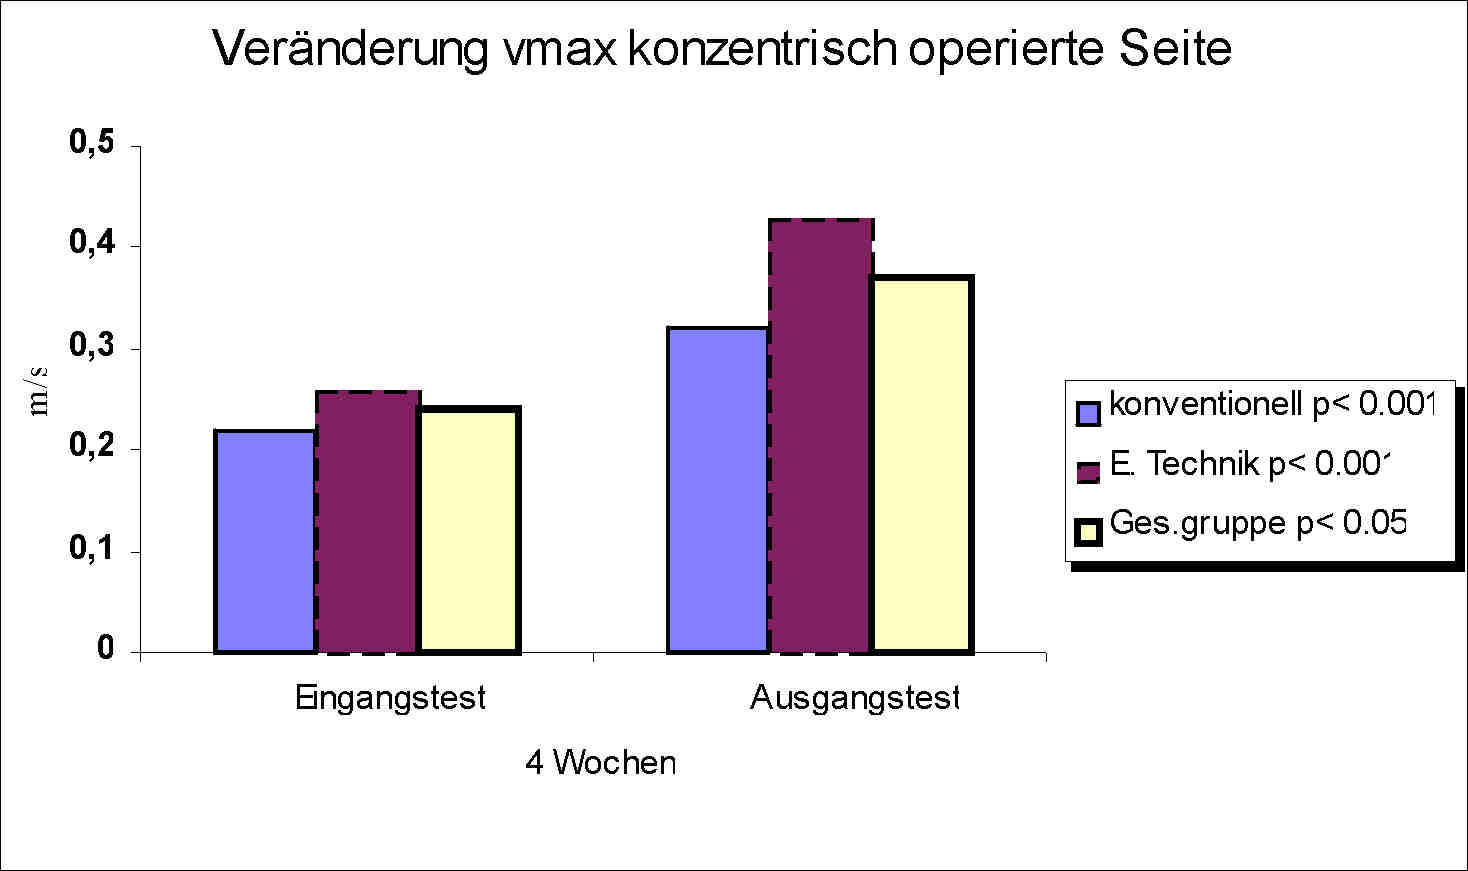 Veränderung vmax konzentrisch operierte Seite
0,5
0,4
0,3
0,2
0,1
0
m/s
Eingangstest
Ausgangstest
4 Wochen
konventionell p< 0.001
E. Technik p< 0.001
Ges.gruppe p< 0.05